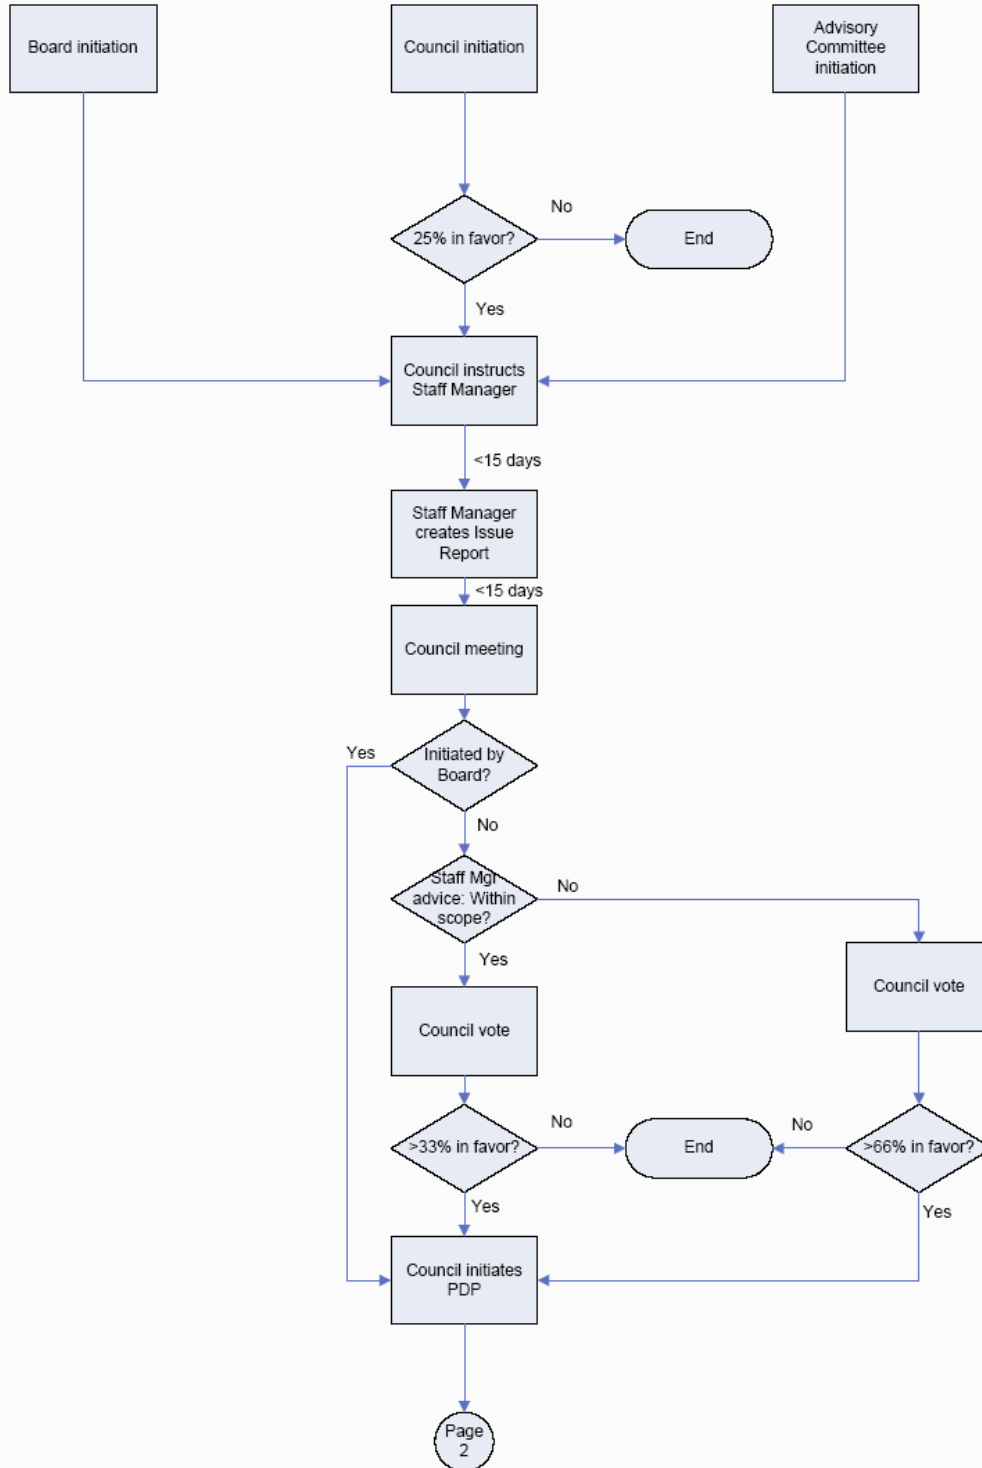 Board initiation
Council initiation
Advisory
Committee
initiation
No
25% in favor?
End
Yes
Council instructs
Staff Manager
<15 days
Staff Manager
creates Issue
Report
<15 days
Council meeting
Yes
Initiated by
Board?
No
Staff Mgr
advice: Within
scope?
No
Yes
Council vote
Council vote
>33% in favor?
No
End
No
>66% in favor?
Yes
Yes
Council initiates
PDP
Page
2